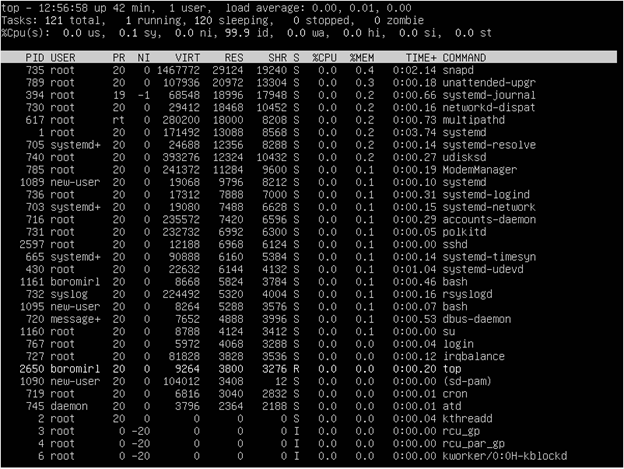 top - 12:56:58 up 42 min,  1 user,  load average: 0.00, 0.01, 0.00
Tasks: 121 total,   1 running, 120 sleeping,   0 stopped,   0 zombie
%Cpu(s):  0.0 us,  0.1 sy,  0.0 ni, 99.9 id,  0.0 wa,  0.0 hi,  0.0 si,  0.0 st
PID USER PR NI VIRT RES SHR S %CPU %MEM TIME+ COMMAND
735 root 20 0 1467772 29124 19240 S 0.0 0.4 0:02.14 snapd
789 root 20 0 107936 20972 13304 S 0.0 0.3 0:00.18 unattended-upgr
394 root 19 -1 68548 18996 17948 S 0.0 0.2 0:00.66 systemd-journal
730 root 20 0 29412 18468 10452 S 0.0 0.2 0:00.16 networkd-dispat
617 root rt 0 280200 18000 8208 S 0.0 0.2 0:00.73 multipathd
1 root 20 0 171492 13088 8568 S 0.0 0.2 0:03.74 systemd
705 systemd+ 20 0 24688 12356 8288 S 0.0 0.2 0:00.14 systemd-resolve
740 root 20 0 393276 12324 10432 S 0.0 0.2 0:00.27 udisksd
785 root 20 0 241372 11284 9600 S 0.0 0.1 0:00.19 ModemManager
1089 new-user 20 0 19068 9796 8212 S 0.0 0.1 0:00.10 systemd
736 root 20 0 17312 7888 7000 S 0.0 0.1 0:00.31 systemd-logind
703 systemd+ 20 0 19080 7488 6628 S 0.0 0.1 0:00.15 systemd-network
716 root 20 0 235572 7420 6596 S 0.0 0.1 0:00.29 accounts-daemon
731 root 20 0 232732 6992 6300 S 0.0 0.1 0:00.05 polkitd
2597 root 20 0 12188 6968 6124 S 0.0 0.1 0:00.00 sshd
665 systemd+ 20 0 90888 6160 5384 S 0.0 0.1 0:00.14 systemd-timesyn
430 root 20 0 22632 6144 4132 S 0.0 0.1 0:01.04 systemd-udevd
1161 boromirl 20 0 8668 5824 3784 S 0.0 0.1 0:00.46 bash
732 syslog 20 0 224492 5320 4004 S 0.0 0.1 0:00.16 rsyslogd
1095 new-user 20 0 8264 5288 3576 S 0.0 0.1 0:00.07 bash
720 message+ 20 0 7652 4888 3996 S 0.0 0.1 0:00.53 dbus-daemon
1160 root 20 0 8788 4124 3412 S 0.0 0.1 0:00.00 su
767 root 20 0 5972 4068 3288 S 0.0 0.0 0:00.04 login
727 root 20 0 81828 3828 3536 S 0.0 0.0 0:00.12 irqbalance
2650 boromirl 20 0 9264 3800 3276 R 0.0 0.0 0:00.20 top
1090 new-user 20 0 104012 3408 12 S 0.0 0.0 0:00.00 (sd-pam)
719 root 20 0 6816 3040 2832 S 0.0 0.0 0:00.01 cron
745 daemon 20 0 3796 2364 2188 S 0.0 0.0 0:00.01 atd
2 root 20 0 0 0 0 S 0.0 0.0 0:00.04 kthreadd
3 root 0 -20 0 0 0 I 0.0 0.0 0:00.00 rcu_gp
4 root 0 -20 0 0 0 I 0.0 0.0 0:00.00 rcu_par_gp
6 root 0 -20 0 0 0 I 0.0 0.0 0:00.00 kworker/0:0H-kblockd